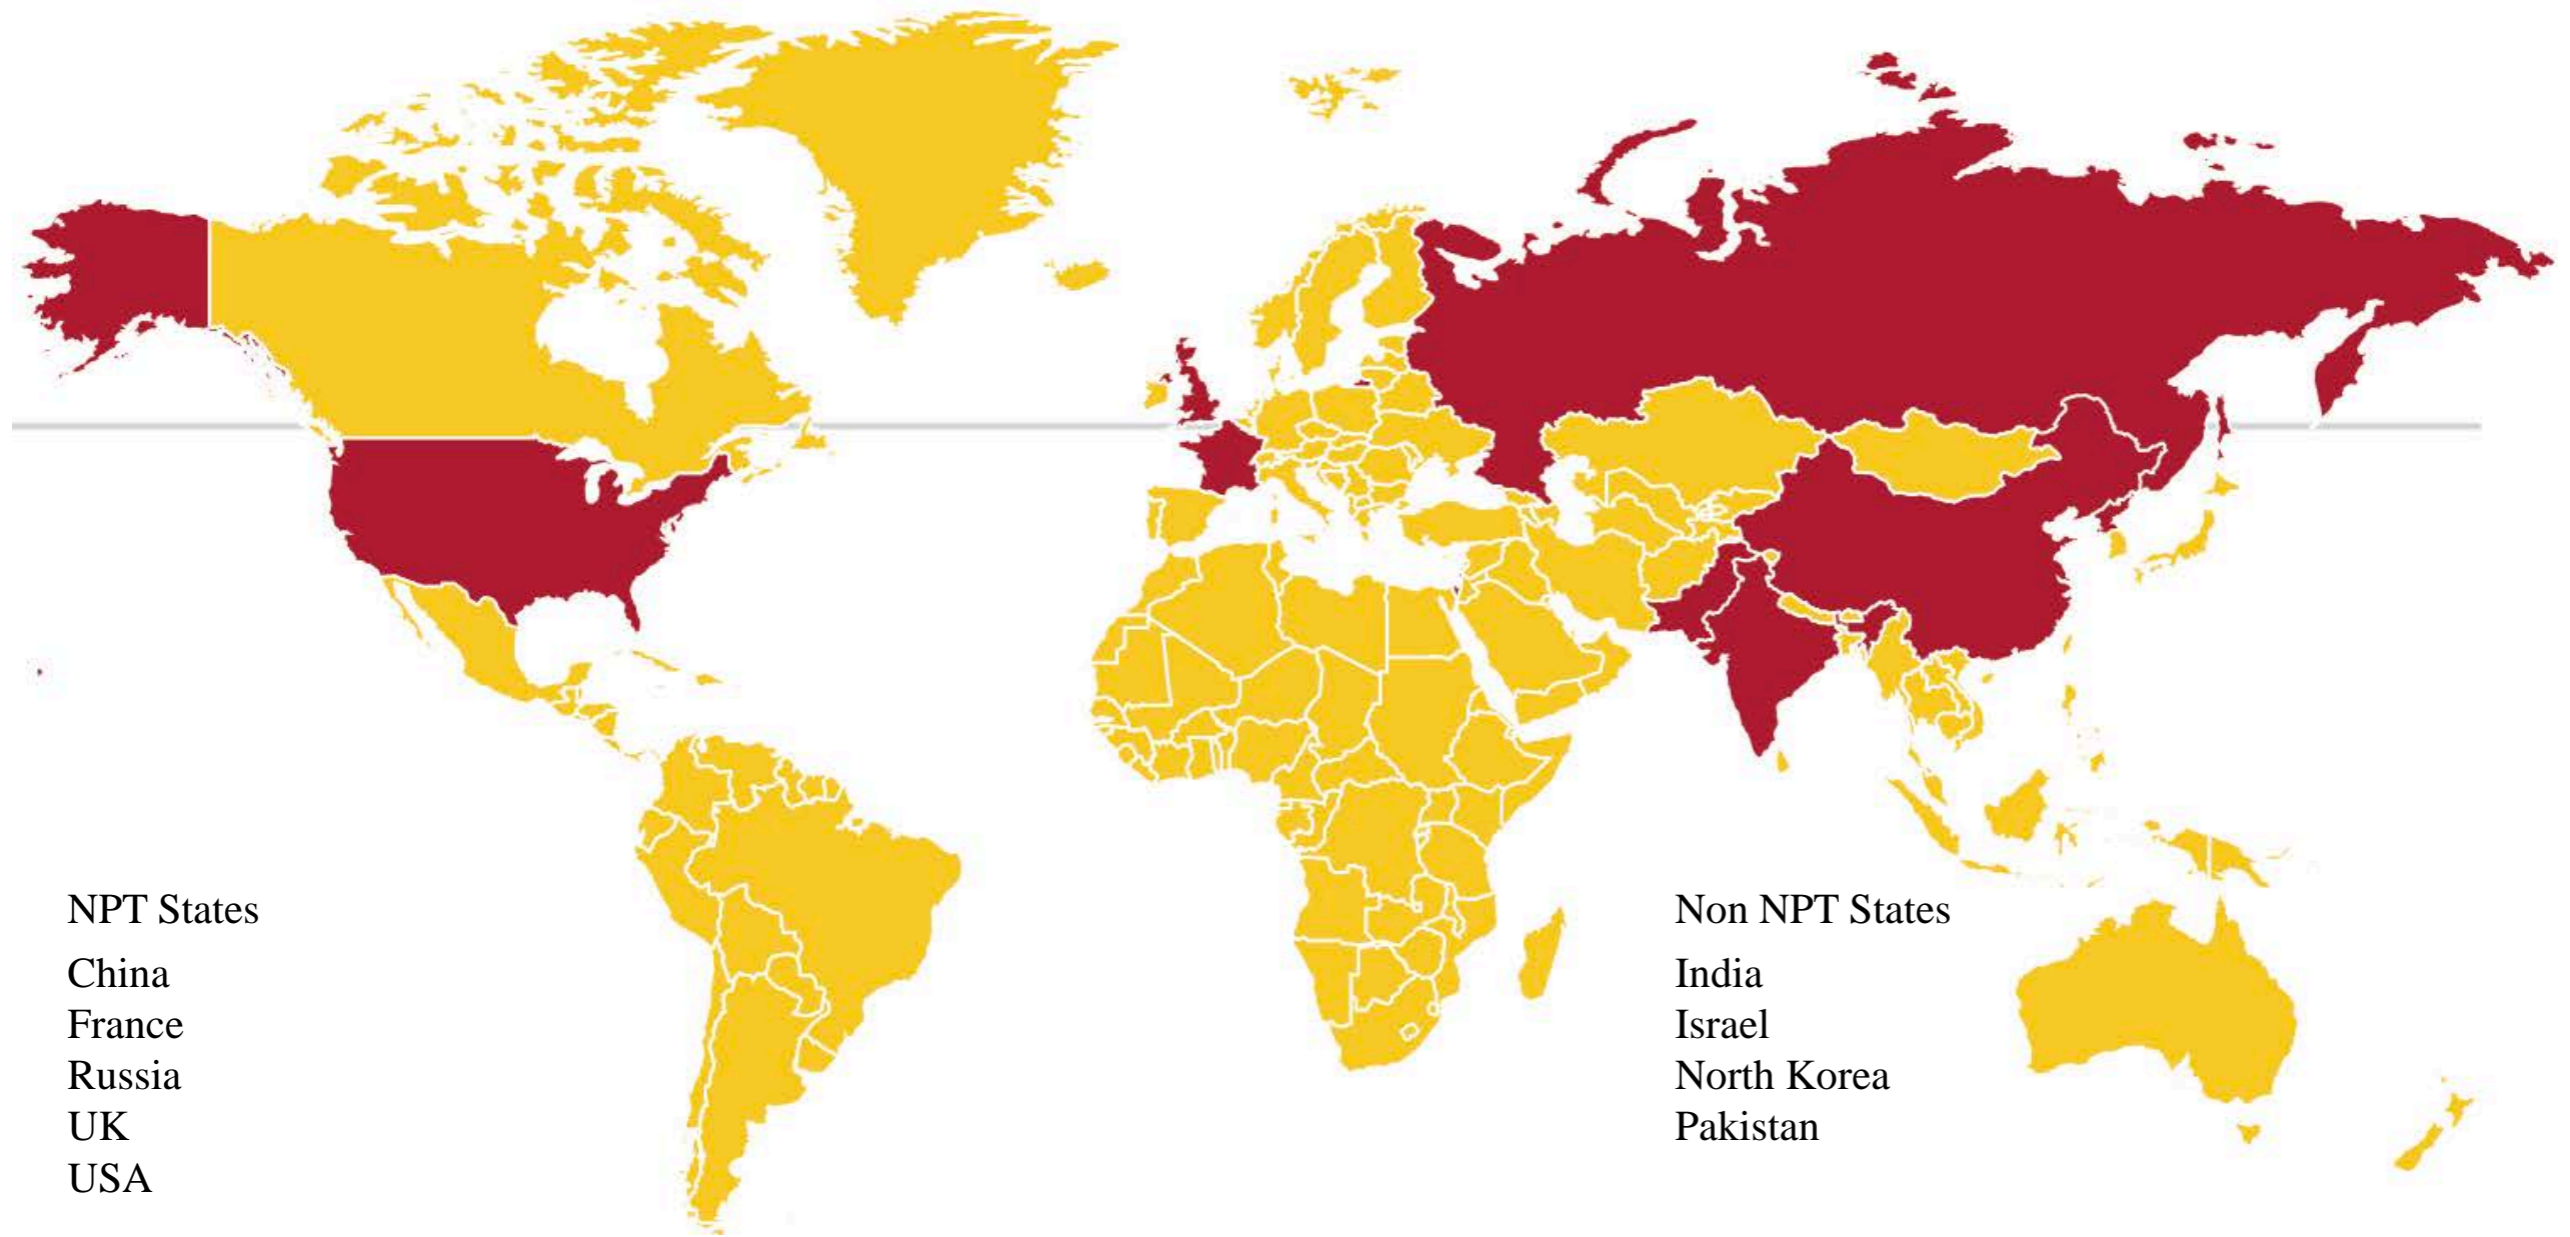 NPT States
China
France
Russia
UK
USA
Non NPT States
India
Israel
North Korea
Pakistan